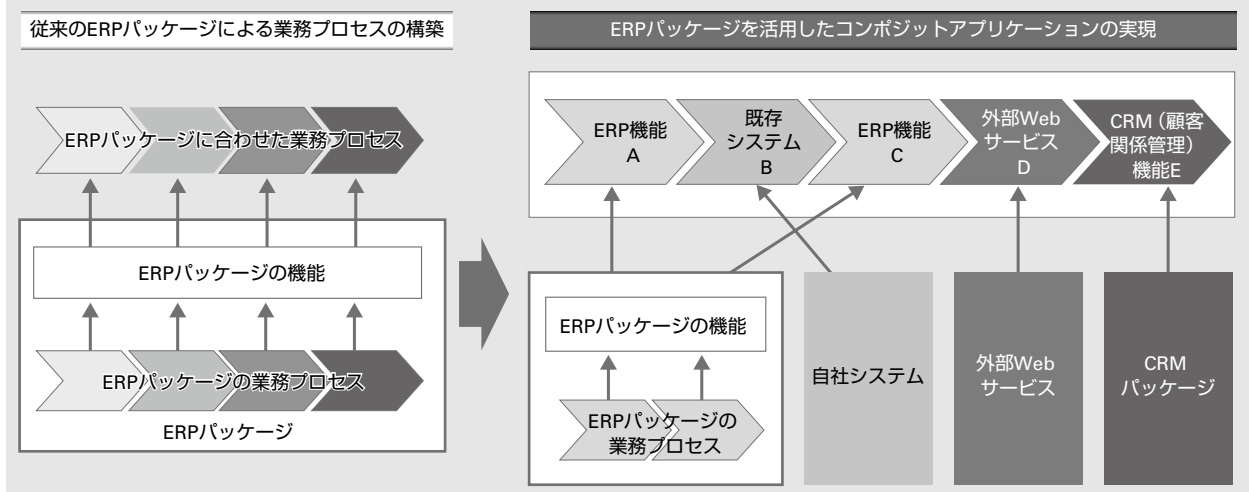 従来のERPパッケージによる業務プロセスの構築
ERPパッケージに合わせた業務プロセス
ERPパッケージの機能
ERPパッケージの業務プロセス
ERPパッケージ
ERPパッケージを活用したコンポジットアプリケーションの実現
ERP機能
A
既存
システム
B
ERP機能
C
外部Web
サービス
D
CRM（顧客
関係管理）
機能E
ERPパッケージの機能
ERPパッケージの
業務プロセス
自社システム
外部Web
サービス
CRM
パッケージ